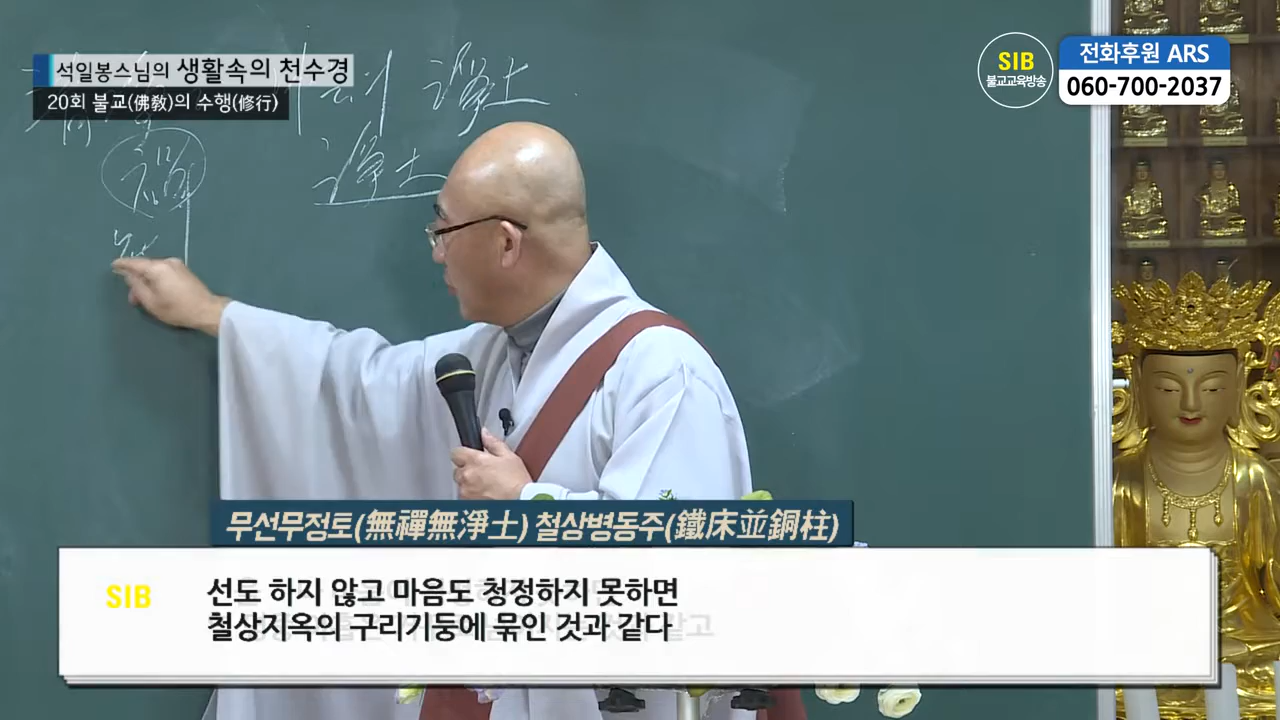 석일봉스님의 생활속의 천수경
20회 불교(佛敎)의 수행(修行)
SIB
불교교육방송
전화후원 ARS
060-700-2037
淨土
禪
淨土
무선무정토(無禪無淨土) 철상병동주(鐵床並銅柱)
SIB
선도 하지 않고 마음도 청정하지 못하면
철상지옥의 구리기둥에 묶인 것과 같다